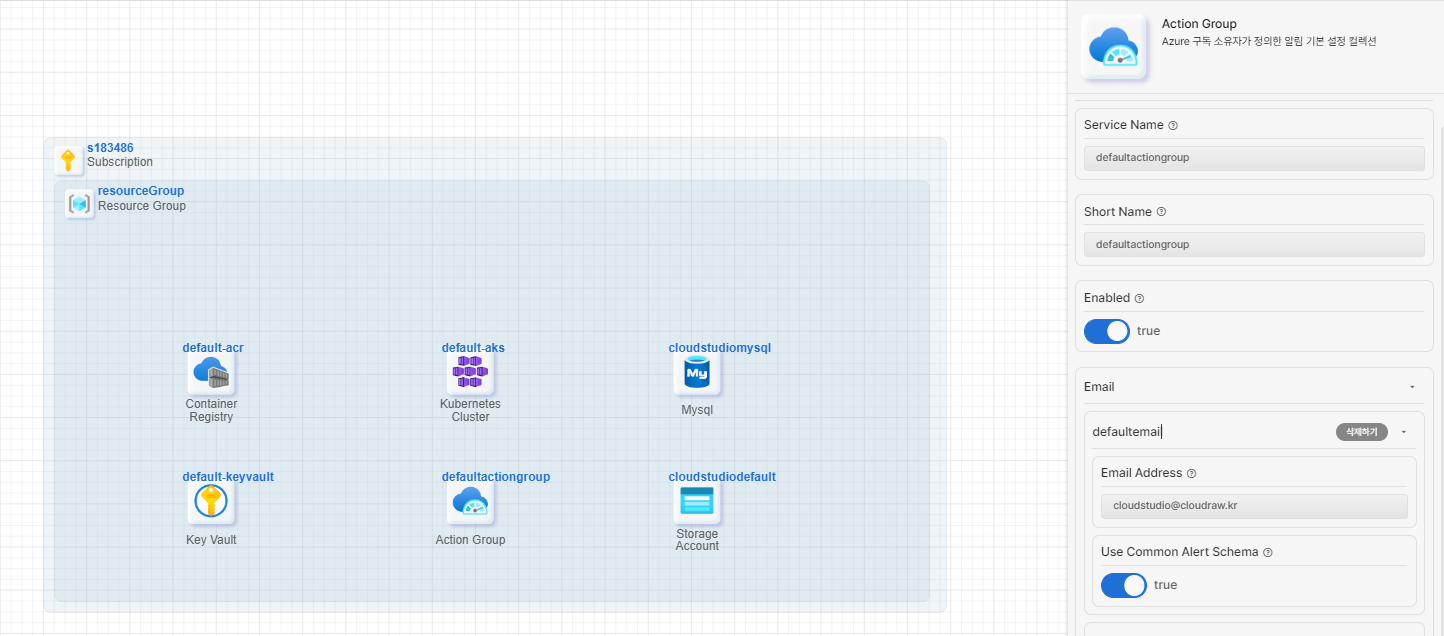 s183486
Subscription
resourceGroup
Resource Group
default-acr
Container
Registry
default-aks
Kubernetes
Cluster
cloudstudiomysql
My
Mysql
default-keyvault
Key Vault
defaultactiongroup
Action Group
cloudstudiodefault
Storage
Account
Action Group
Azure 구독 소유자가 정의한 알림 기본 설정 컬렉션
Service Name ?
defaultactiongroup
Short Name ?
defaultactiongroup
Enabled ?
true
Email
defaultemail 삭제하기
Email Address ?
cloudstudio@cloudraw.kr
Use Common Alert Schema ?
true